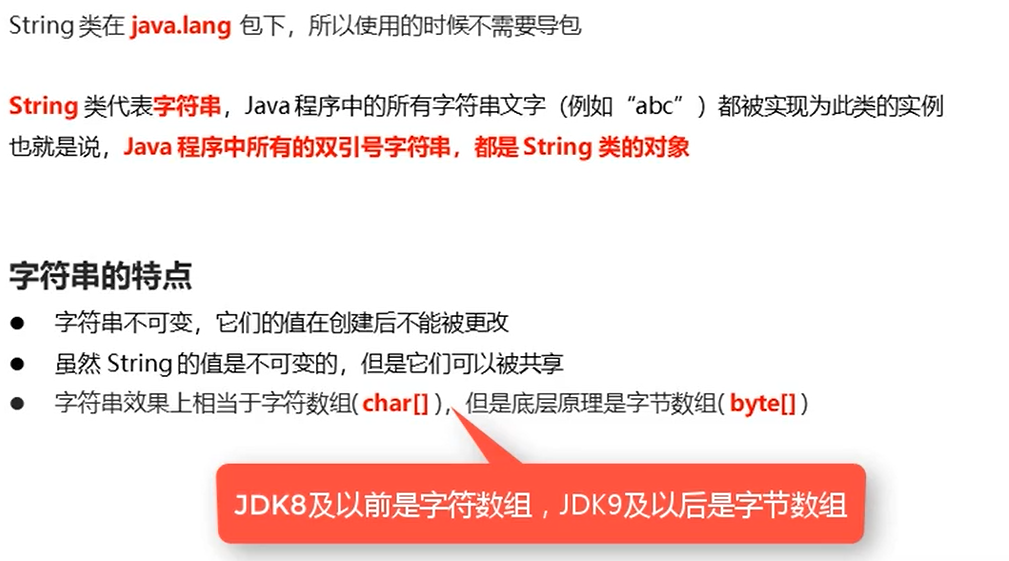 String 类在 java.lang 包下，所以使用的时候不需要导包
String 类代表字符串，Java 程序中的所有字符串文字（例如“abc”）都被实现为此类的实例
也就是说，Java 程序中所有的双引号字符串，都是 String 类的对象
字符串的特点
● 字符串不可变，它们的值在创建后不能被更改
● 虽然 String 的值是不可变的，但是它们可以被共享
● 字符串效果上相当于字符数组( char[] )，但是底层原理是字节数组( byte[] )
JDK8及以前是字符数组，JDK9及以后是字节数组